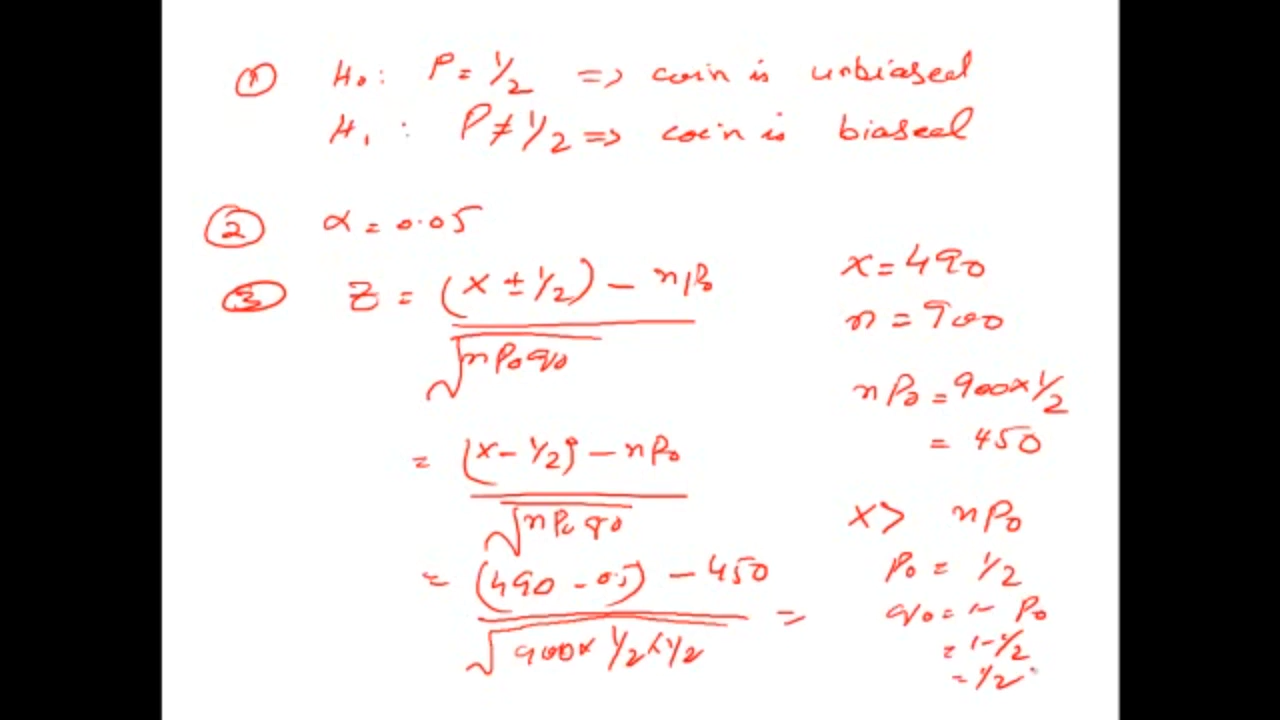 ① H₀: P = 1/2 => coin is unbiased
H₁ : P ≠ 1/2 => coin is biased
② α = 0.05
③ Z = (x ± 1/2) - nP₀
√nP₀q₀
= (x - 1/2) - nP₀
√nP₀q₀
= (490 - 0.5) - 450 =
√900 x 1/2 x 1/2
x = 490
n = 900
nP₀ = 900 x 1/2
= 450
x > nP₀
P₀ = 1/2
q₀ = 1 - P₀
= 1 - 1/2
= 1/2